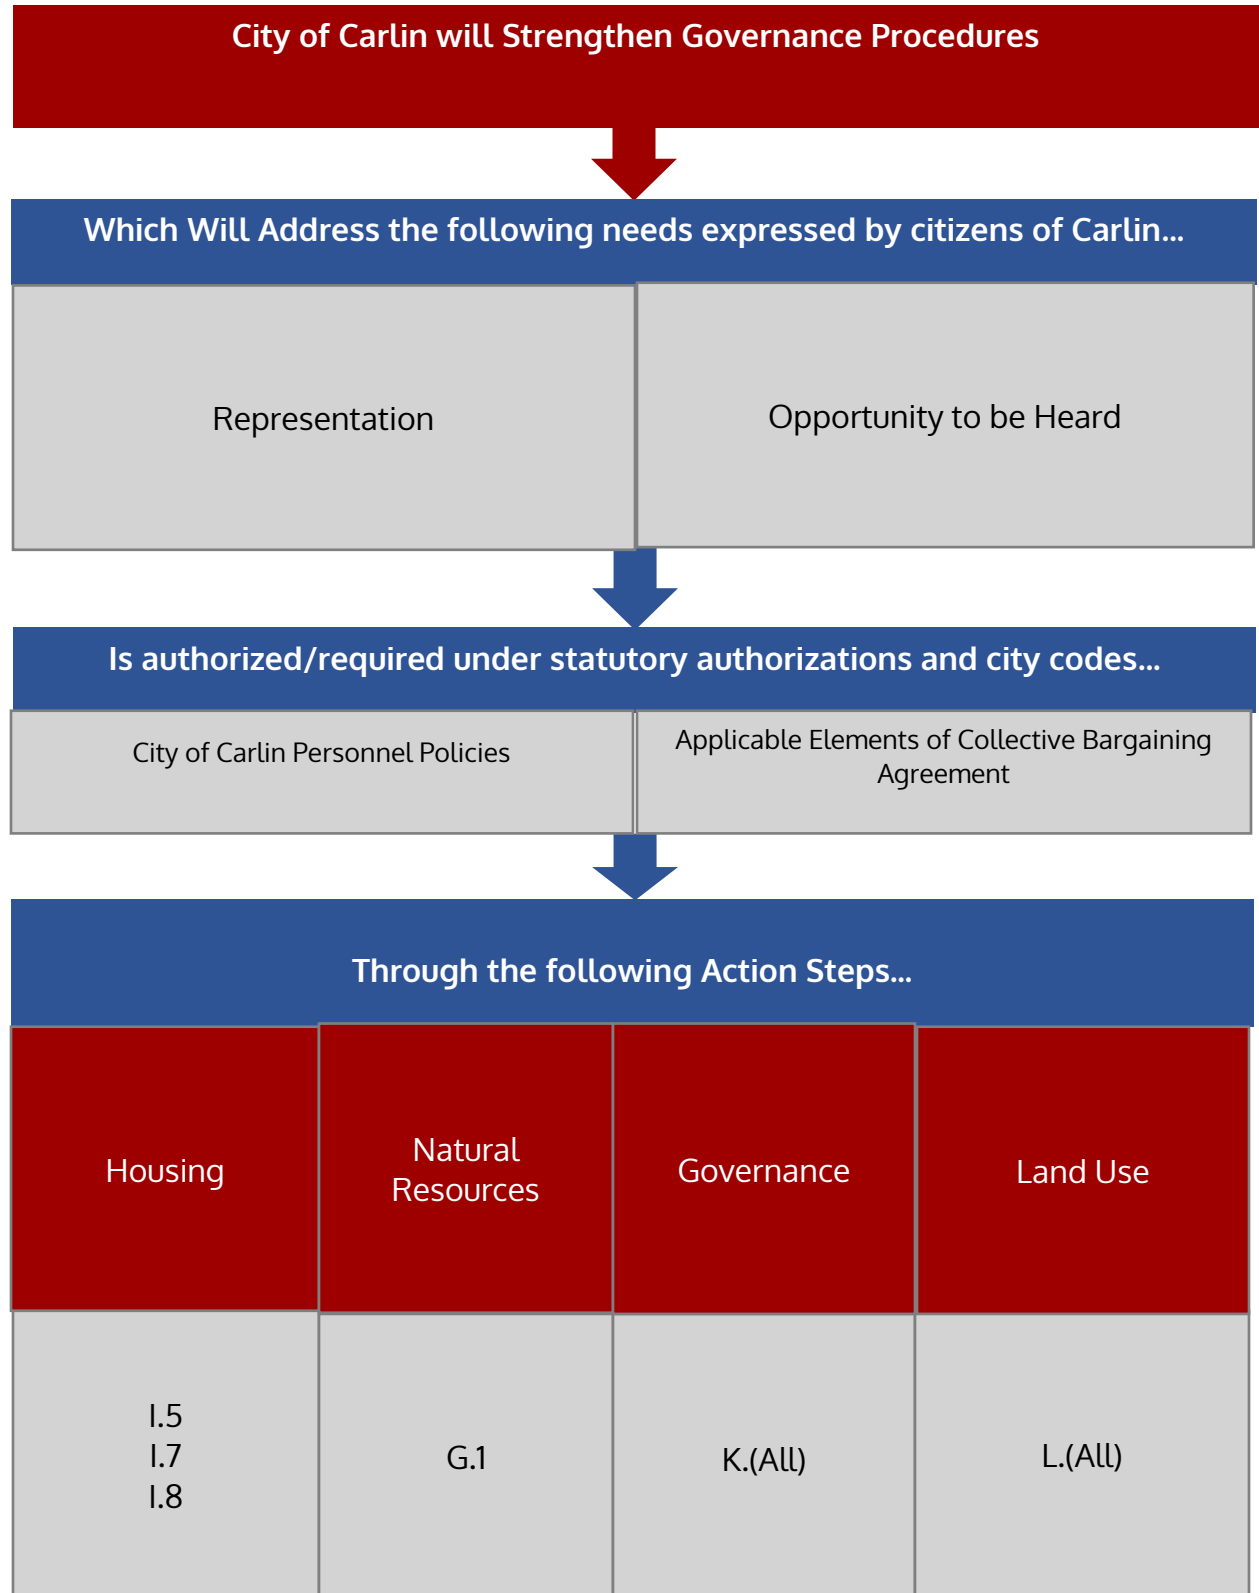 City of Carlin will Strengthen Governance Procedures
Which Will Address the following needs expressed by citizens of Carlin...
Representation
Opportunity to be Heard
Is authorized/required under statutory authorizations and city codes...
City of Carlin Personnel Policies
Applicable Elements of Collective Bargaining
Agreement
Through the following Action Steps...
Housing
Natural
Resources
Governance
Land Use
I.5
I.7
I.8
G.1
K.(All)
L.(All)